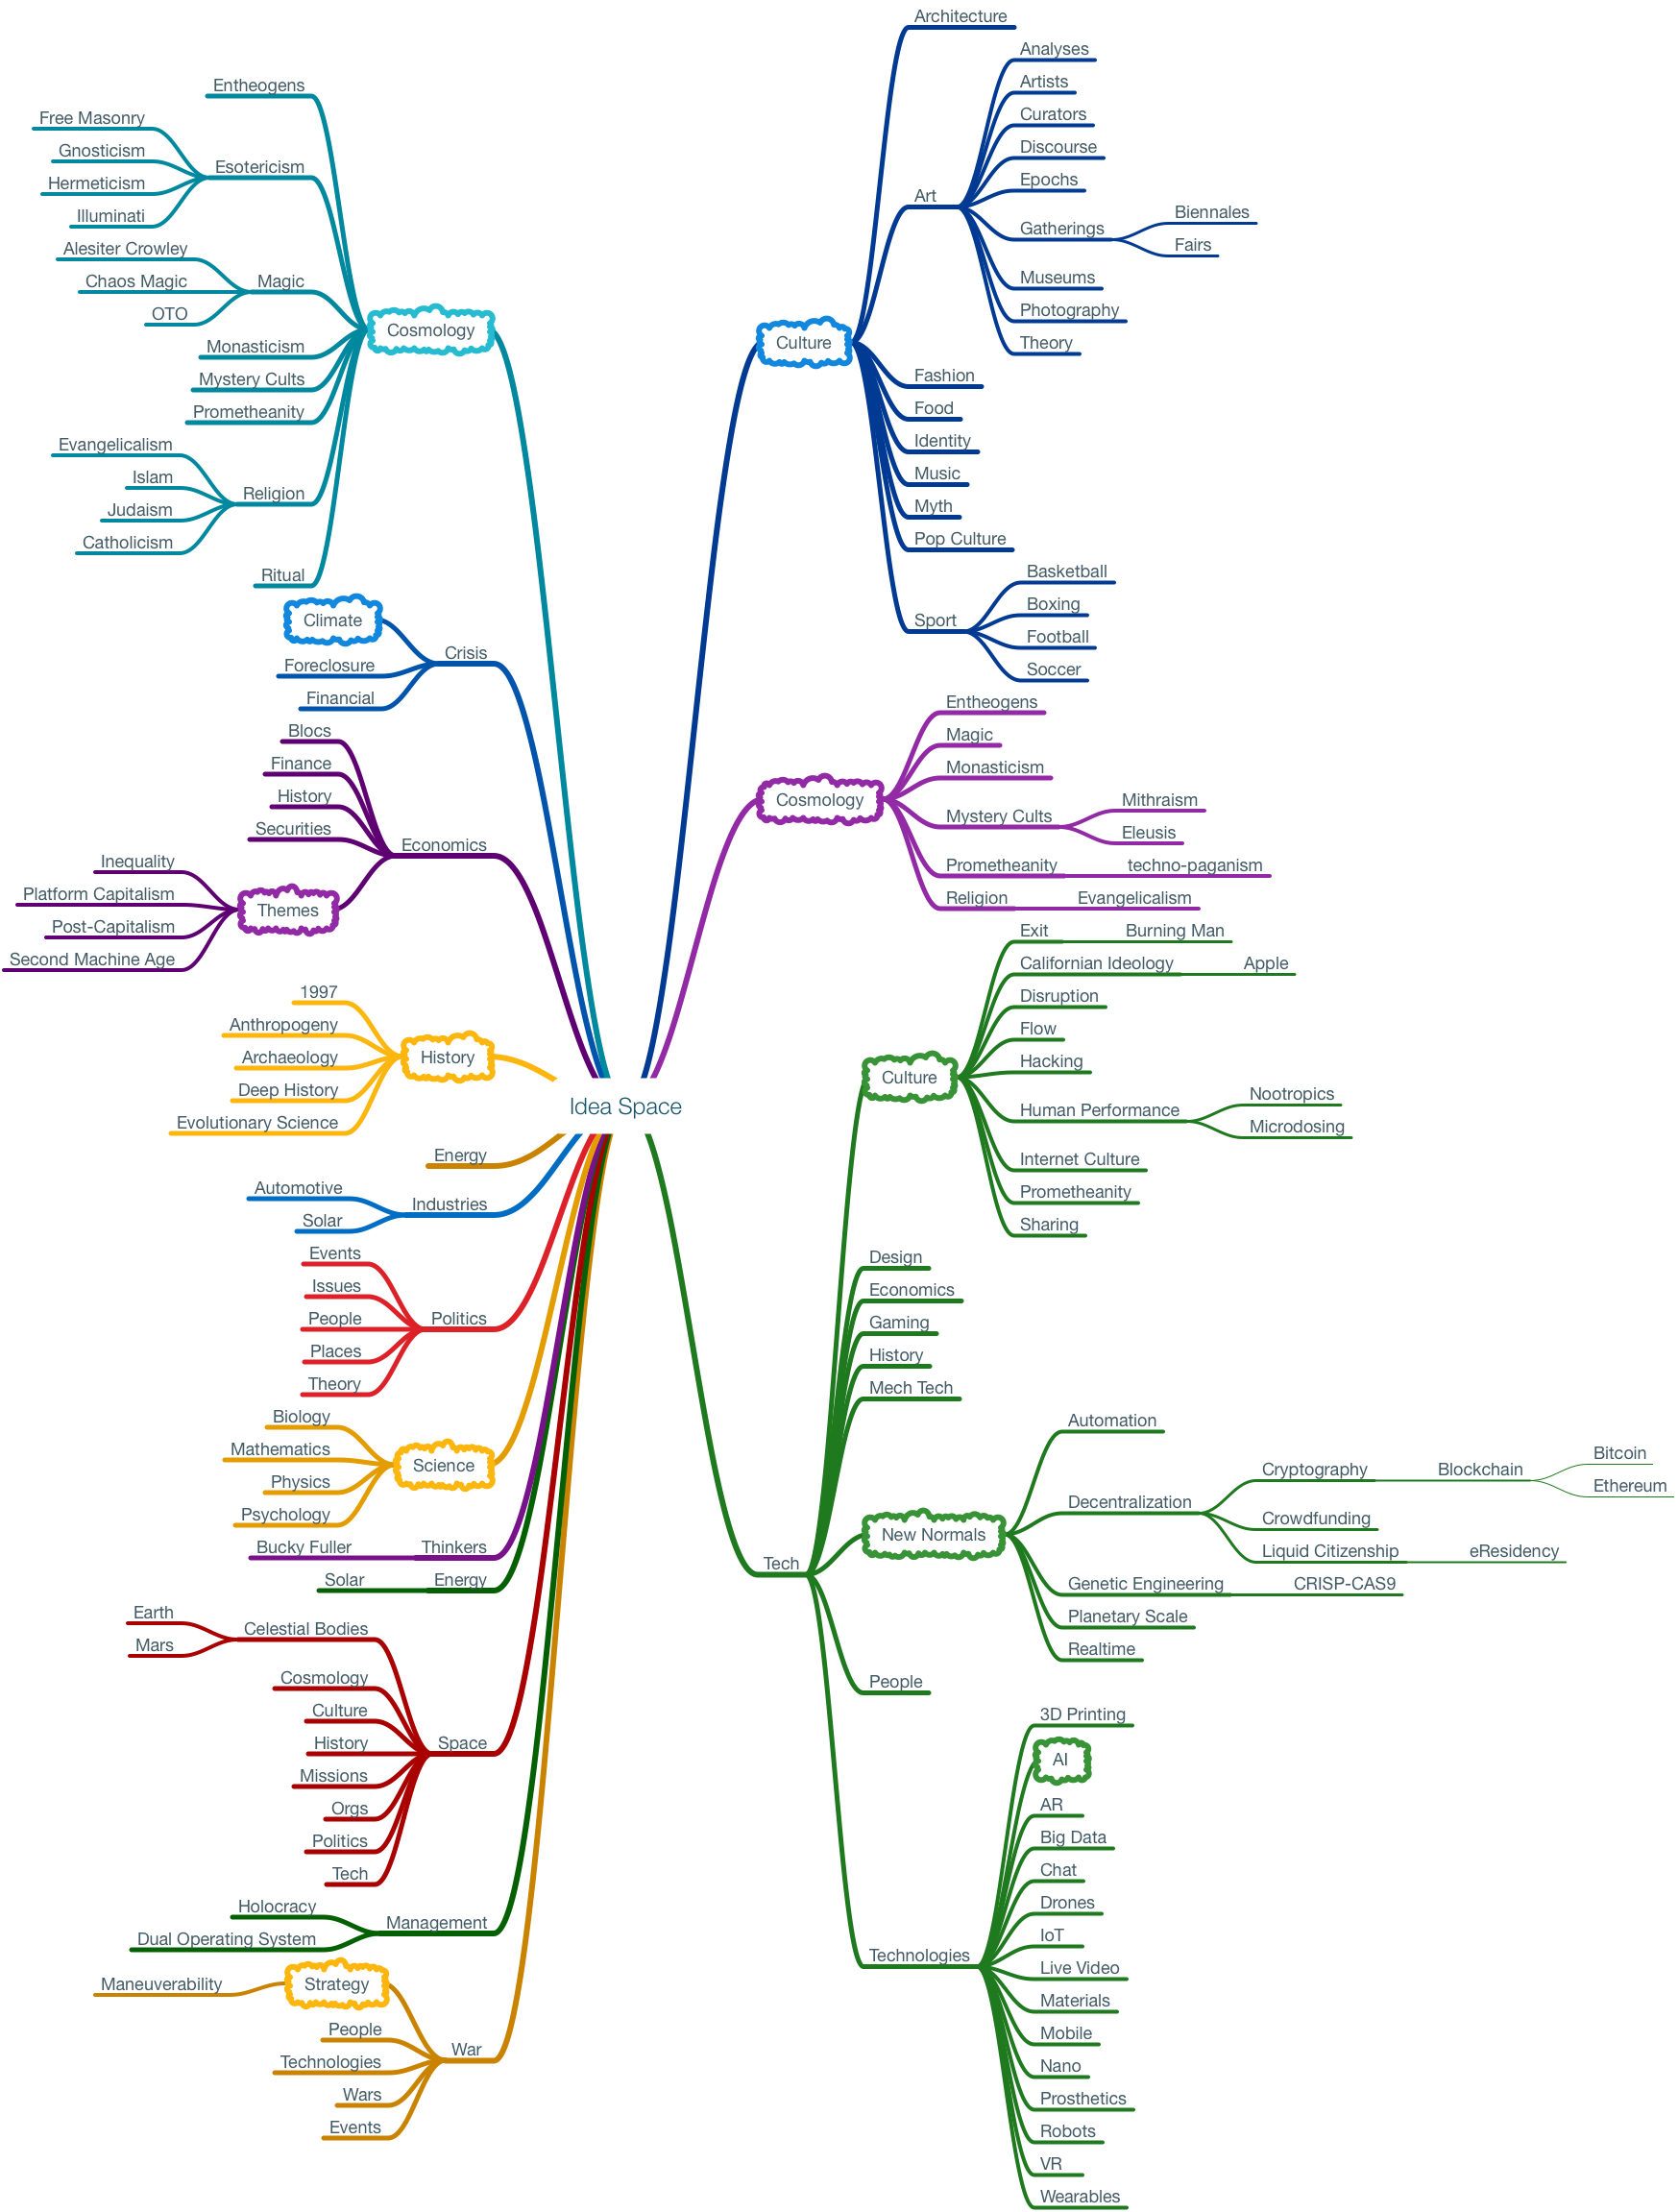 Idea Space
Culture
Architecture
Art
Analyses
Artists
Curators
Discourse
Epochs
Gatherings
Biennales
Fairs
Museums
Photography
Theory
Fashion
Food
Identity
Music
Myth
Pop Culture
Sport
Basketball
Boxing
Football
Soccer
Cosmology
Entheogens
Magic
Monasticism
Mystery Cults
Mithraism
Eleusis
Prometheanity
techno-paganism
Religion
Evangelicalism
Tech
Culture
Exit
Burning Man
Californian Ideology
Apple
Disruption
Flow
Hacking
Human Performance
Nootropics
Microdosing
Internet Culture
Prometheanity
Sharing
Design
Economics
Gaming
History
Mech Tech
New Normals
Automation
Decentralization
Cryptography
Blockchain
Bitcoin
Ethereum
Crowdfunding
Liquid Citizenship
eResidency
Genetic Engineering
CRISP-CAS9
Planetary Scale
Realtime
People
Technologies
3D Printing
AI
AR
Big Data
Chat
Drones
IoT
Live Video
Materials
Mobile
Nano
Prosthetics
Robots
VR
Wearables
Cosmology
Entheogens
Esotericism
Free Masonry
Gnosticism
Hermeticism
Illuminati
Magic
Alesiter Crowley
Chaos Magic
OTO
Monasticism
Mystery Cults
Prometheanity
Religion
Evangelicalism
Islam
Judaism
Catholicism
Ritual
Crisis
Climate
Foreclosure
Financial
Economics
Blocs
Finance
History
Securities
Themes
Inequality
Platform Capitalism
Post-Capitalism
Second Machine Age
History
1997
Anthropogeny
Archaeology
Deep History
Evolutionary Science
Energy
Industries
Automotive
Solar
Politics
Events
Issues
People
Places
Theory
Science
Biology
Mathematics
Physics
Psychology
Thinkers
Bucky Fuller
Energy
Solar
Space
Celestial Bodies
Earth
Mars
Cosmology
Culture
History
Missions
Orgs
Politics
Tech
Management
Holocracy
Dual Operating System
War
Strategy
Maneuverability
People
Technologies
Wars
Events